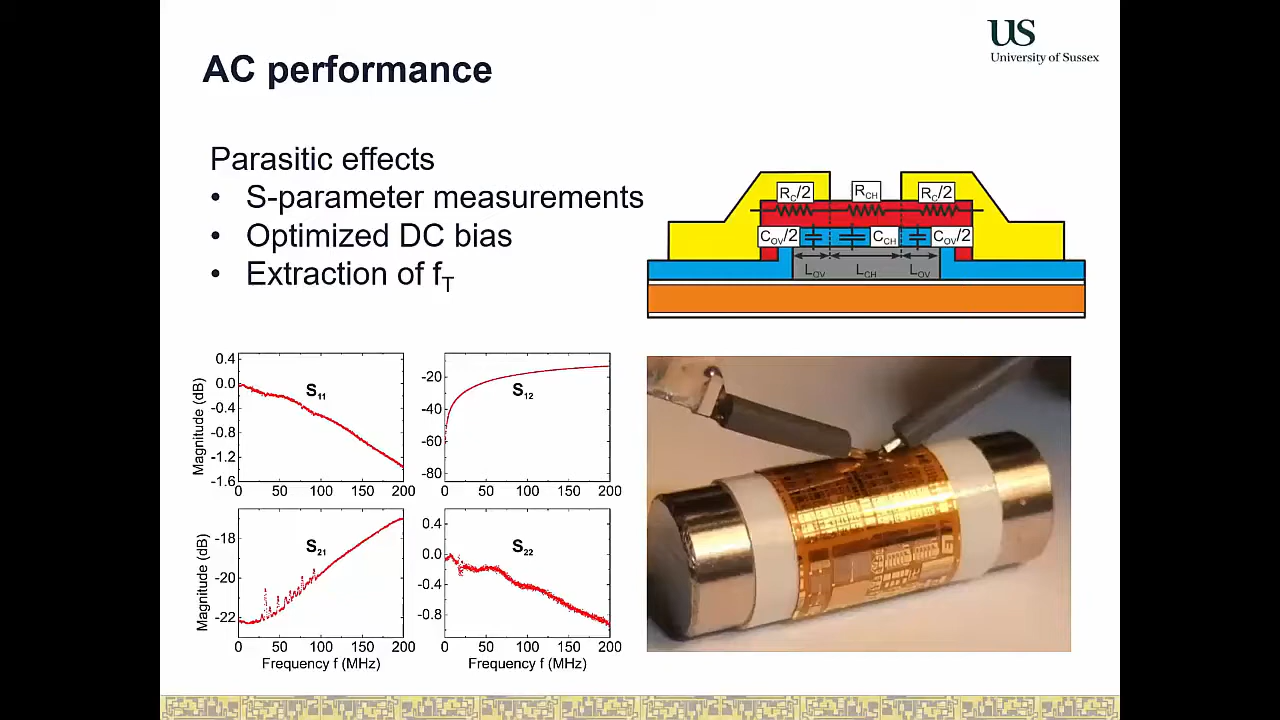 US
University of Sussex
AC performance
Parasitic effects
• S-parameter measurements
• Optimized DC bias
• Extraction of fT
RC/2 RCH RC/2
COV/2 CCH COV/2
LOV LCH LOV
0.4
0.0
-0.4
-0.8
-1.2
-1.6
Magnitude (dB)
S11
0 50 100 150 200
-20
-40
-60
-80
S12
0 50 100 150 200
-18
-20
-22
Magnitude (dB)
S21
0 50 100 150 200
Frequency f (MHz)
0.4
0.0
-0.4
-0.8
S22
0 50 100 150 200
Frequency f (MHz)